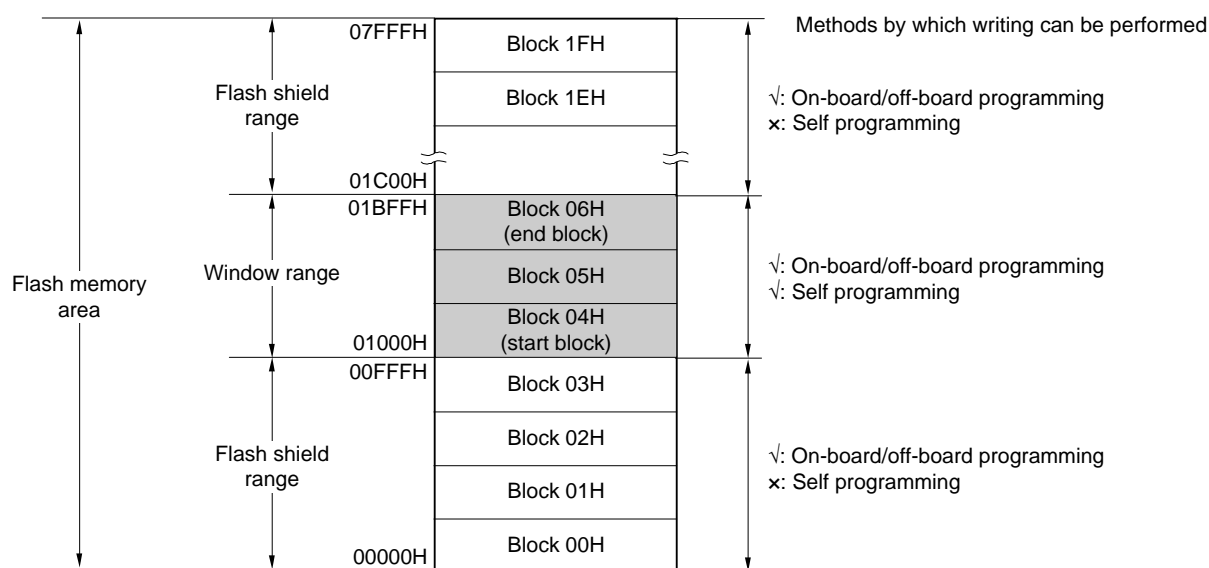 Methods by which writing can be performed
07FFFH
Block 1FH
Flash shield
range
Block 1EH
√: On-board/off-board programming
×: Self programming
01C00H
01BFFH
Block 06H
(end block)
Flash memory
area
Window range
Block 05H
√: On-board/off-board programming
√: Self programming
Block 04H
(start block)
01000H
00FFFH
Block 03H
Block 02H
Flash shield
range
√: On-board/off-board programming
×: Self programming
Block 01H
Block 00H
00000H